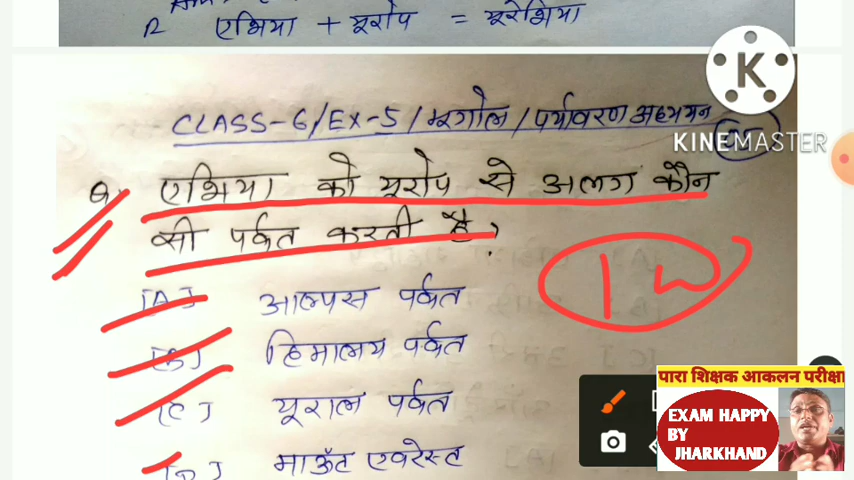 एशिया + यूरोप = यूरेशिया
K
KINEMASTER
CLASS-6/EX-5/भूगोल/पर्यावरण अध्ययन
Q. एशिया को यूरोप से अलग कौन
सी पर्वत करती है?
[A] आल्पस पर्वत
[B] हिमालय पर्वत
[C] यूराल पर्वत
[D] माऊँट एवरेस्ट
पारा शिक्षक आकलन परीक्षा
EXAM HAPPY
BY
JHARKHAND